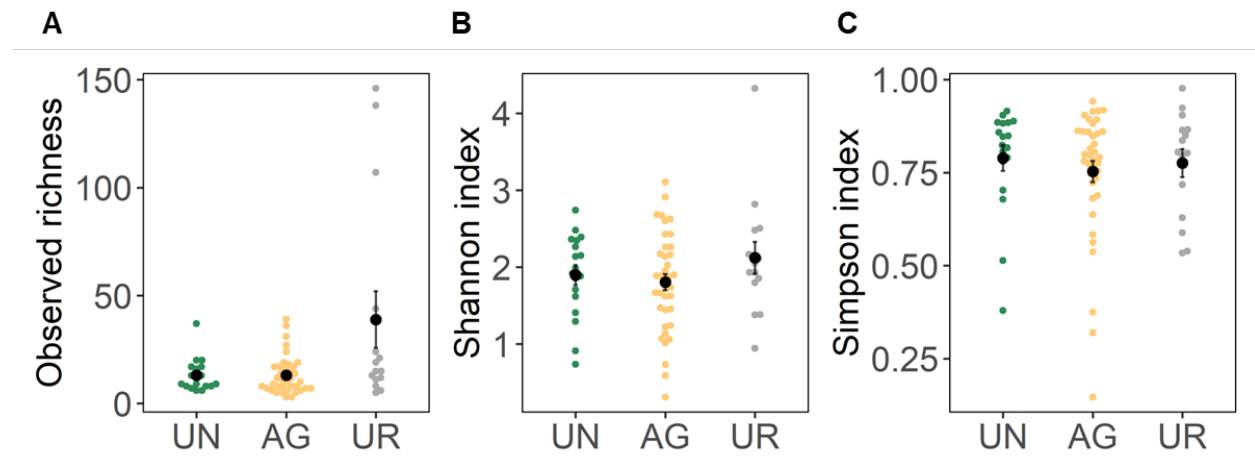 A
B
C
Observed richness
150
100
50
0
UN AG UR
Shannon index
4
3
2
1
UN AG UR
Simpson index
1.00
0.75
0.50
0.25
UN AG UR